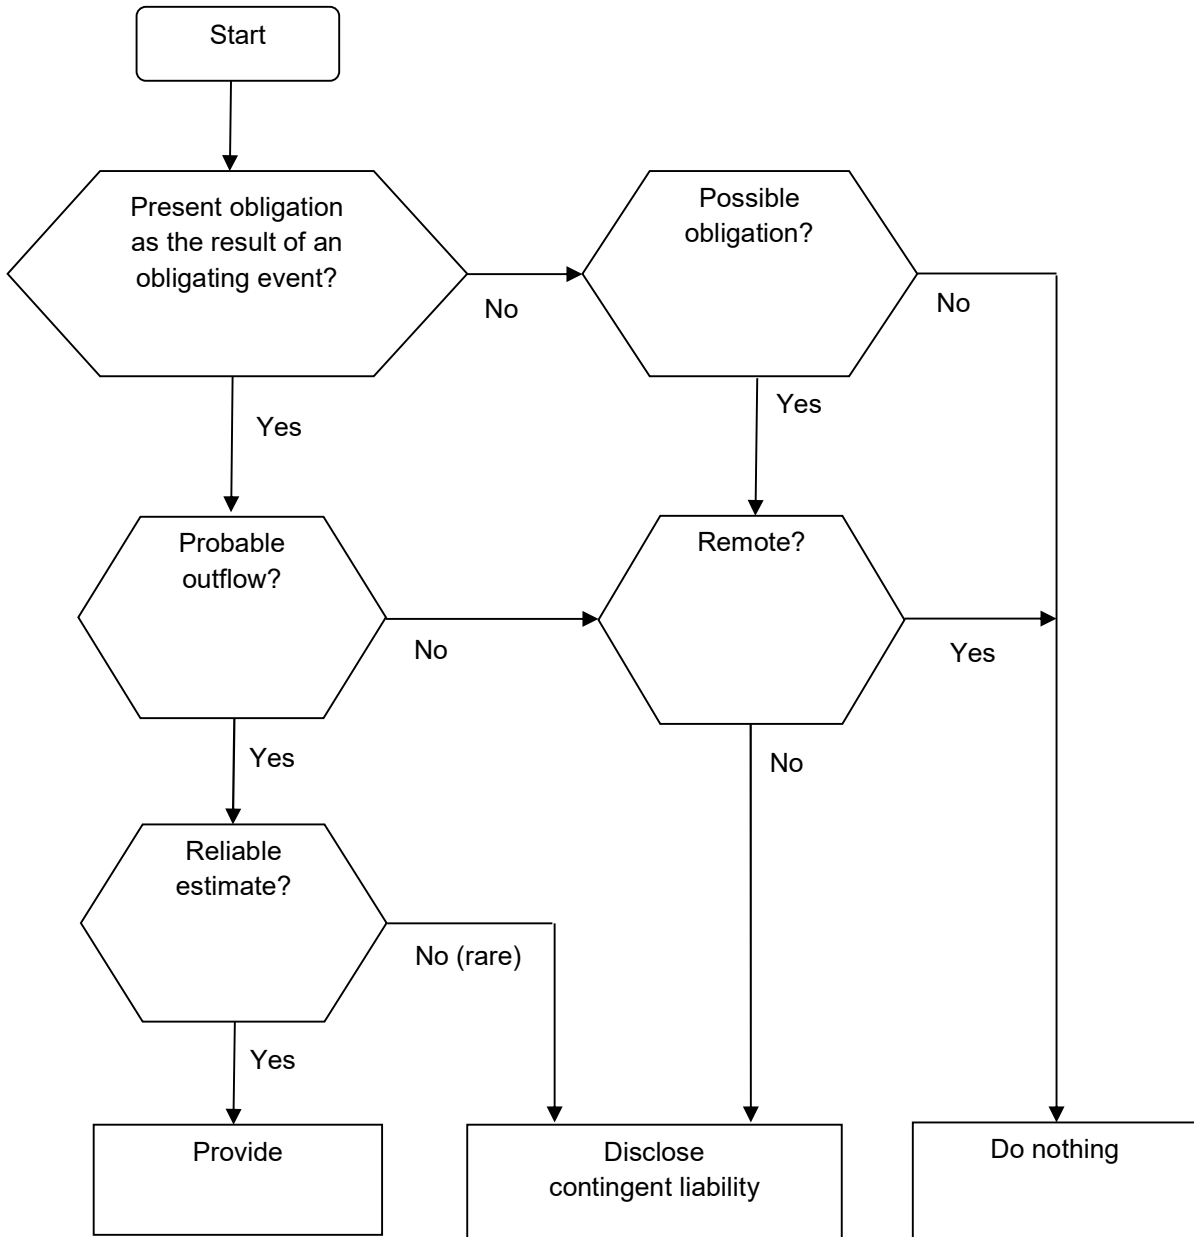 Start
Present obligation
as the result of an
obligating event?
No
Possible
obligation?
No
Yes
Yes
Probable
outflow?
No
Remote?
Yes
Yes
No
Reliable
estimate?
No (rare)
Yes
Provide
Disclose
contingent liability
Do nothing